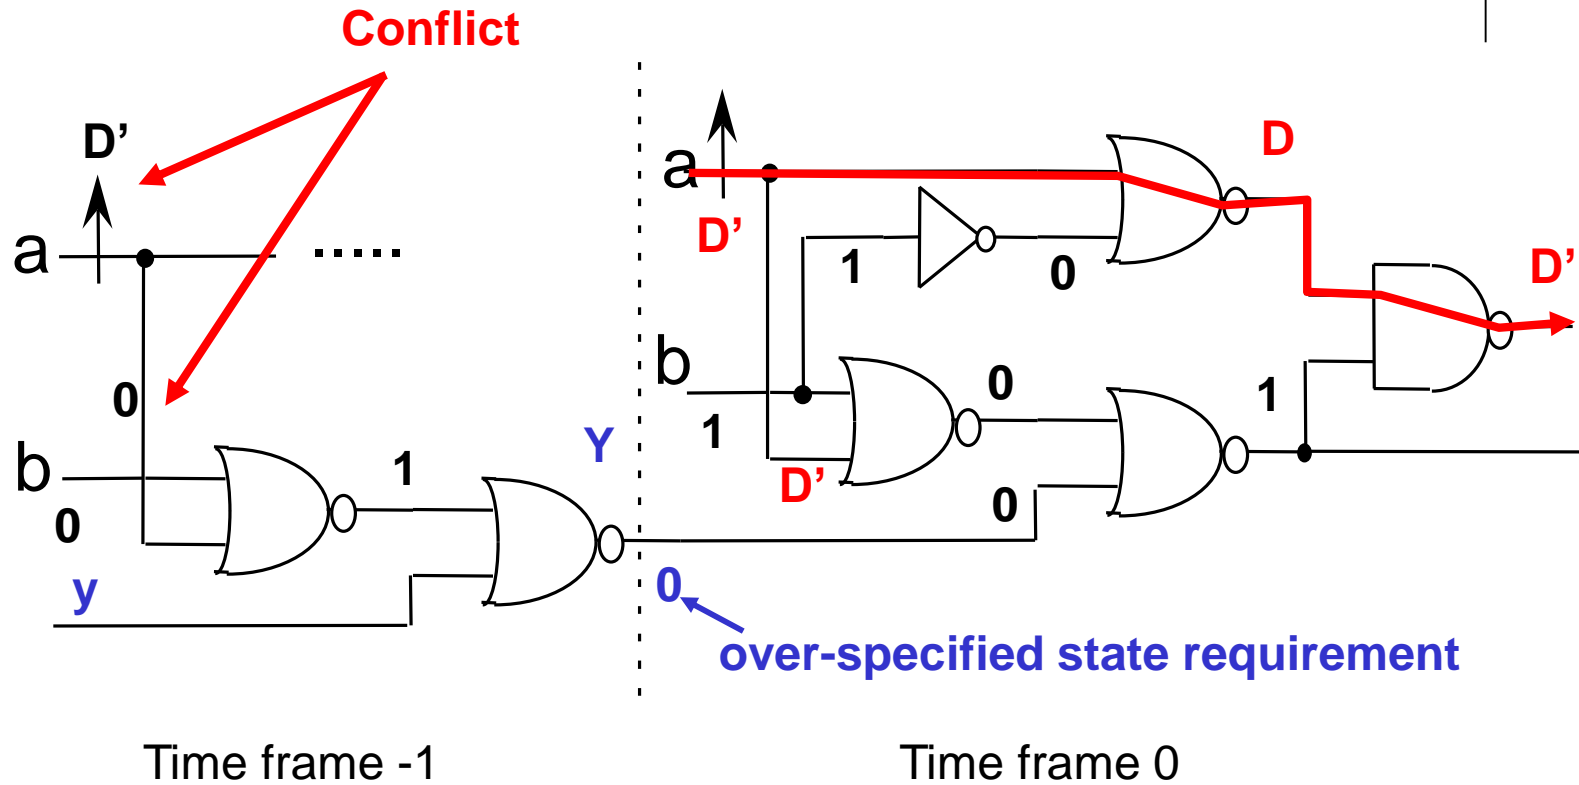 Conflict
D’
a
.....
0
b
1
0
y
Y
a
D’
D
1
0
D’
b
0
1
1
D’
0
0
over-specified state requirement
Time frame -1
Time frame 0